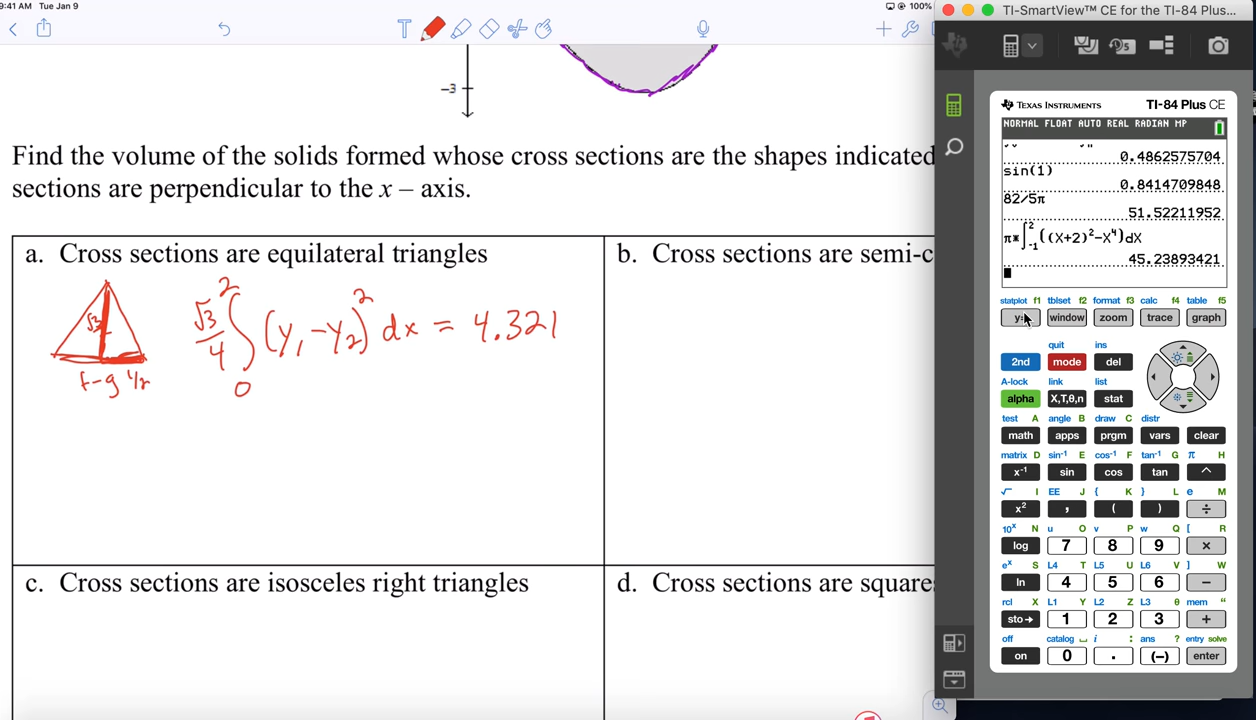 9:41 AM Tue Jan 9
100%
TI-SmartView™ CE for the TI-84 Plus...
T
−3
Find the volume of the solids formed whose cross sections are the shapes indicated
sections are perpendicular to the x – axis.
a. Cross sections are equilateral triangles
b. Cross sections are semi-c
√3
f-g 1/2
√3/4 ∫₀² (y₁-y₂)² dx = 4.321
c. Cross sections are isosceles right triangles
d. Cross sections are square
TEXAS INSTRUMENTS TI-84 Plus CE
NORMAL FLOAT AUTO REAL RADIAN MP
0.4862575704
sin(1)
0.8414709848
82/5π
51.52211952
π*∫₋₁²((X+2)²-X⁴)dX
45.23893421
statplot f1 tblset f2 format f3 calc f4 table f5
y= window zoom trace graph
quit ins
2nd mode del
A-lock link list
alpha X,T,θ,n stat
test A angle B draw C distr
math apps prgm vars clear
matrix D sin⁻¹ E cos⁻¹ F tan⁻¹ G π H
x⁻¹ sin cos tan ^
√ I EE J { K } L e M
x² , ( ) ÷
10ˣ N u O v P w Q [ R
log 7 8 9 ×
eˣ S L4 T L5 U L6 V ] W
ln 4 5 6 −
rcl X L1 Y L2 Z L3 θ mem "
sto→ 1 2 3 +
off catalog ⎵ i : ans ? entry solve
on 0 . (−) enter